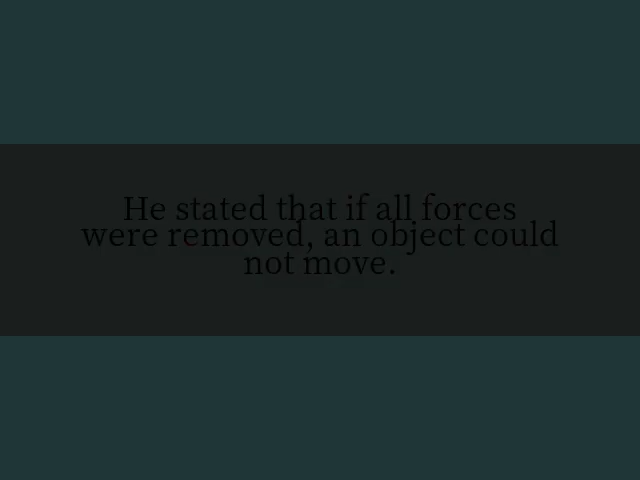 He stated that if all forces
were removed, an object could
not move.